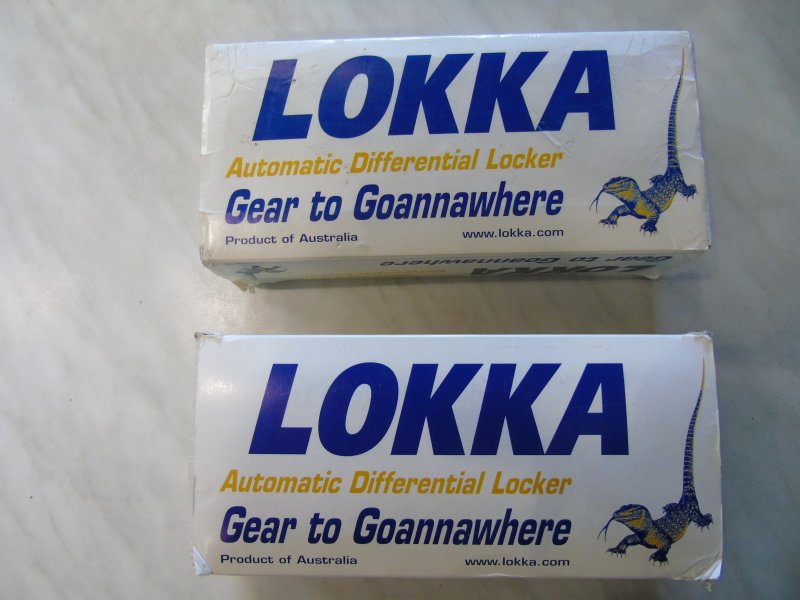 LOKKA
Automatic Differential Locker
Gear to Goannawhere
Product of Australia www.lokka.com
LOKKA
Gear to Goannawhere
LOKKA
Automatic Differential Locker
Gear to Goannawhere
Product of Australia www.lokka.com